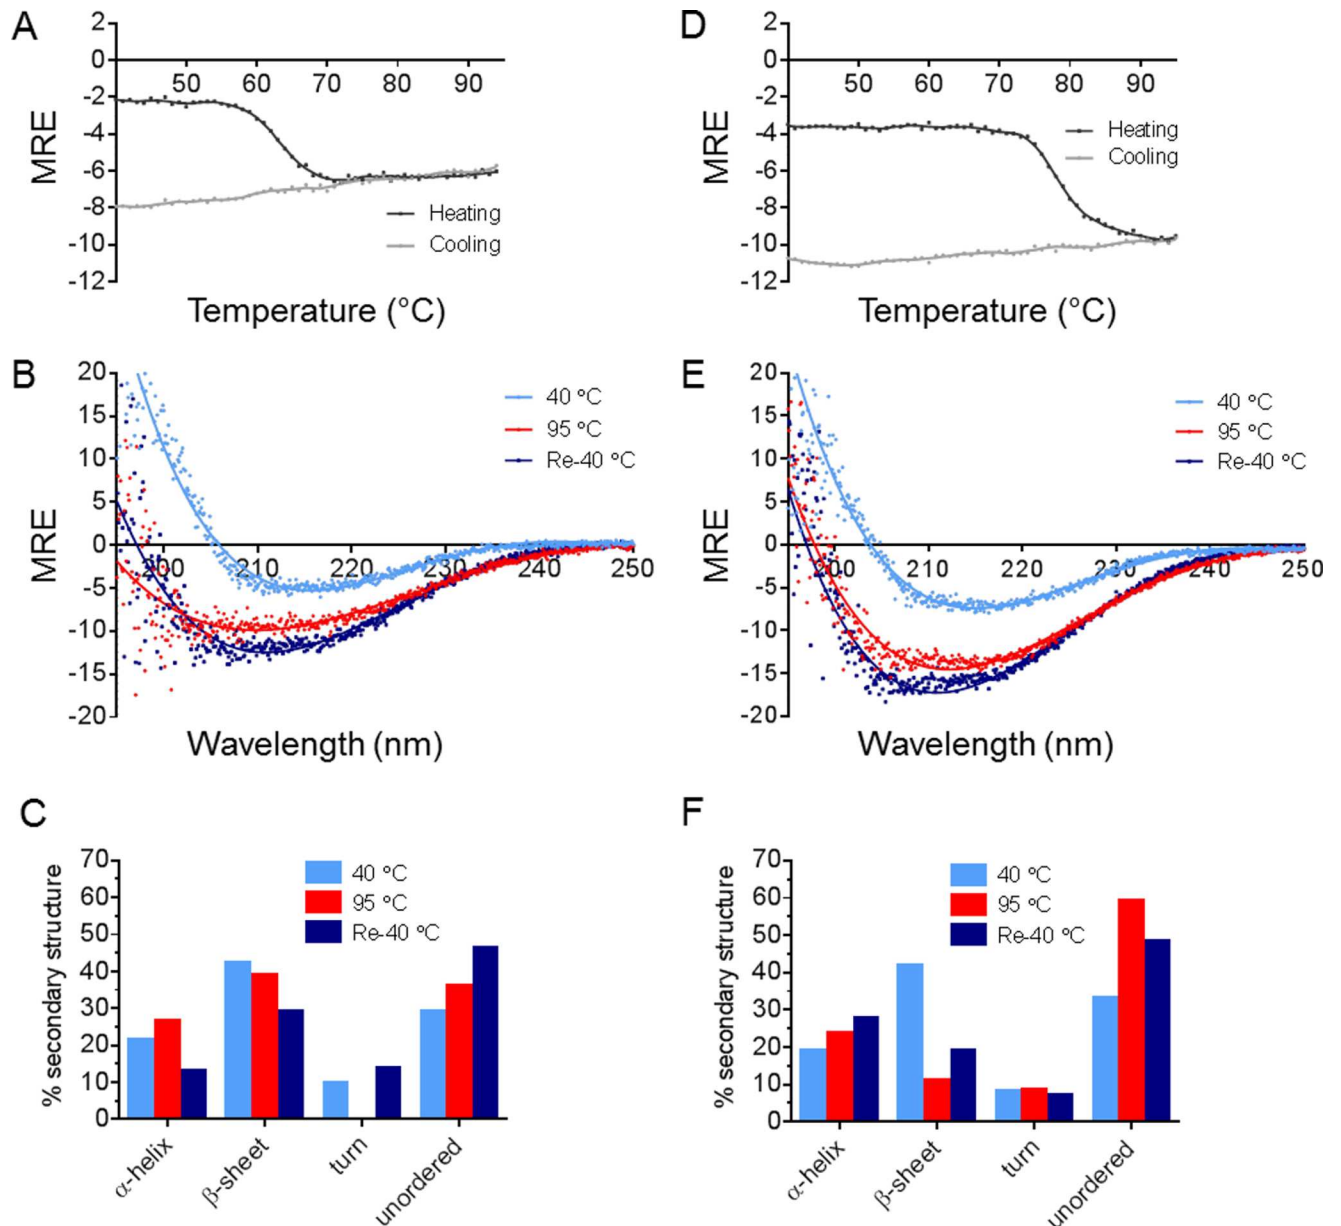 A
2
0
-2
-4
-6
-8
-10
-12
50 60 70 80 90
MRE
Heating
Cooling
Temperature (°C)
D
2
0
-2
-4
-6
-8
-10
-12
50 60 70 80 90
MRE
Heating
Cooling
Temperature (°C)
B
20
15
10
5
0
-5
-10
-15
-20
200 210 220 230 240 250
MRE
40 °C
95 °C
Re-40 °C
Wavelength (nm)
E
20
15
10
5
0
-5
-10
-15
-20
200 210 220 230 240 250
MRE
40 °C
95 °C
Re-40 °C
Wavelength (nm)
C
70
60
50
40
30
20
10
0
% secondary structure
40 °C
95 °C
Re-40 °C
α-helix
β-sheet
turn
unordered
F
70
60
50
40
30
20
10
0
% secondary structure
40 °C
95 °C
Re-40 °C
α-helix
β-sheet
turn
unordered